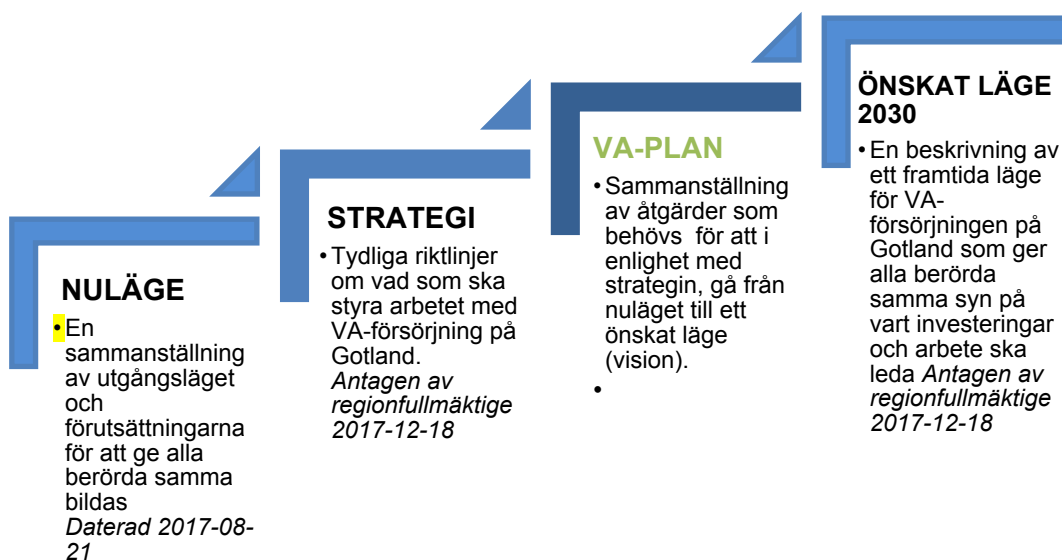 NULÄGE
•En
sammanställning
av utgångsläget
och
förutsättningarna
för att ge alla
berörda samma
bildas
Daterad 2017-08-
21
STRATEGI
•Tydliga riktlinjer
om vad som ska
styra arbetet med
VA-försörjning på
Gotland.
Antagen av
regionfullmäktige
2017-12-18
VA-PLAN
•Sammanställning
av åtgärder som
behövs för att i
enlighet med
strategin, gå från
nuläget till ett
önskat läge
(vision).
•
ÖNSKAT LÄGE
2030
•En beskrivning av
ett framtida läge
för VA-
försörjningen på
Gotland som ger
alla berörda
samma syn på
vart investeringar
och arbete ska
leda Antagen av
regionfullmäktige
2017-12-18